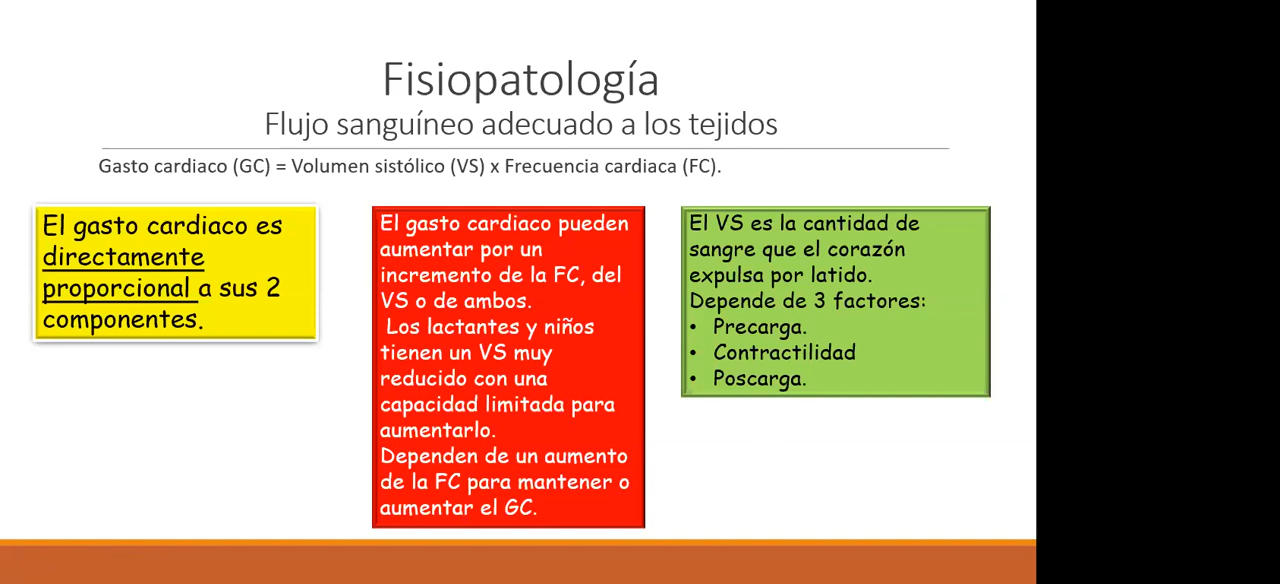 Fisiopatología
Flujo sanguíneo adecuado a los tejidos
Gasto cardiaco (GC) = Volumen sistólico (VS) x Frecuencia cardiaca (FC).
El gasto cardiaco es
directamente
proporcional a sus 2
componentes.
El gasto cardiaco pueden
aumentar por un
incremento de la FC, del
VS o de ambos.
Los lactantes y niños
tienen un VS muy
reducido con una
capacidad limitada para
aumentarlo.
Dependen de un aumento
de la FC para mantener o
aumentar el GC.
El VS es la cantidad de
sangre que el corazón
expulsa por latido.
Depende de 3 factores:
• Precarga.
• Contractilidad
• Poscarga.